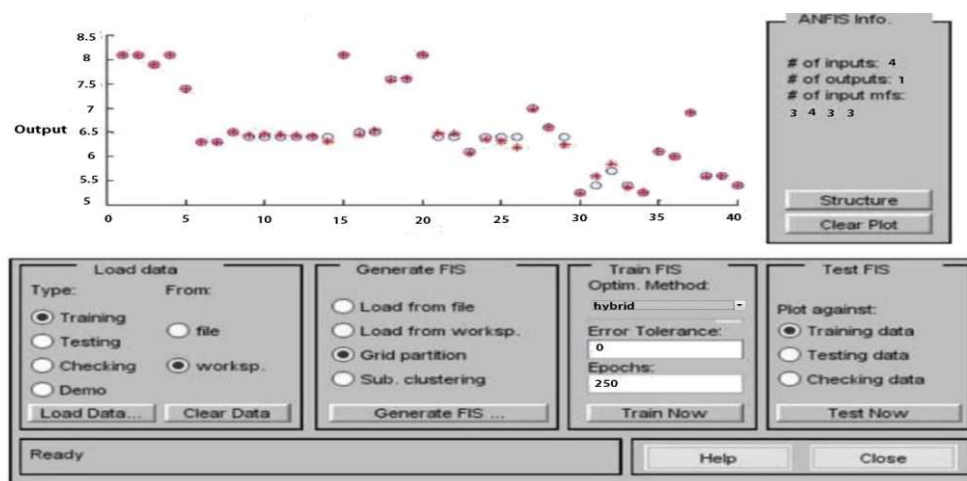 8.5
8
7.5
7
Output 6.5
6
5.5
5
0 5 10 15 20 25 30 35 40
ANFIS Info.
# of inputs: 4
# of outputs: 1
# of input mfs:
3 4 3 3
Structure
Clear Plot
Load data
Type: From:
Training
file
Testing
Checking
worksp.
Demo
Load Data... Clear Data
Generate FIS
Load from file
Load from worksp.
Grid partition
Sub. clustering
Generate FIS ...
Train FIS
Optim. Method:
hybrid
Error Tolerance:
0
Epochs:
250
Train Now
Test FIS
Plot against:
Training data
Testing data
Checking data
Test Now
Ready
Help Close